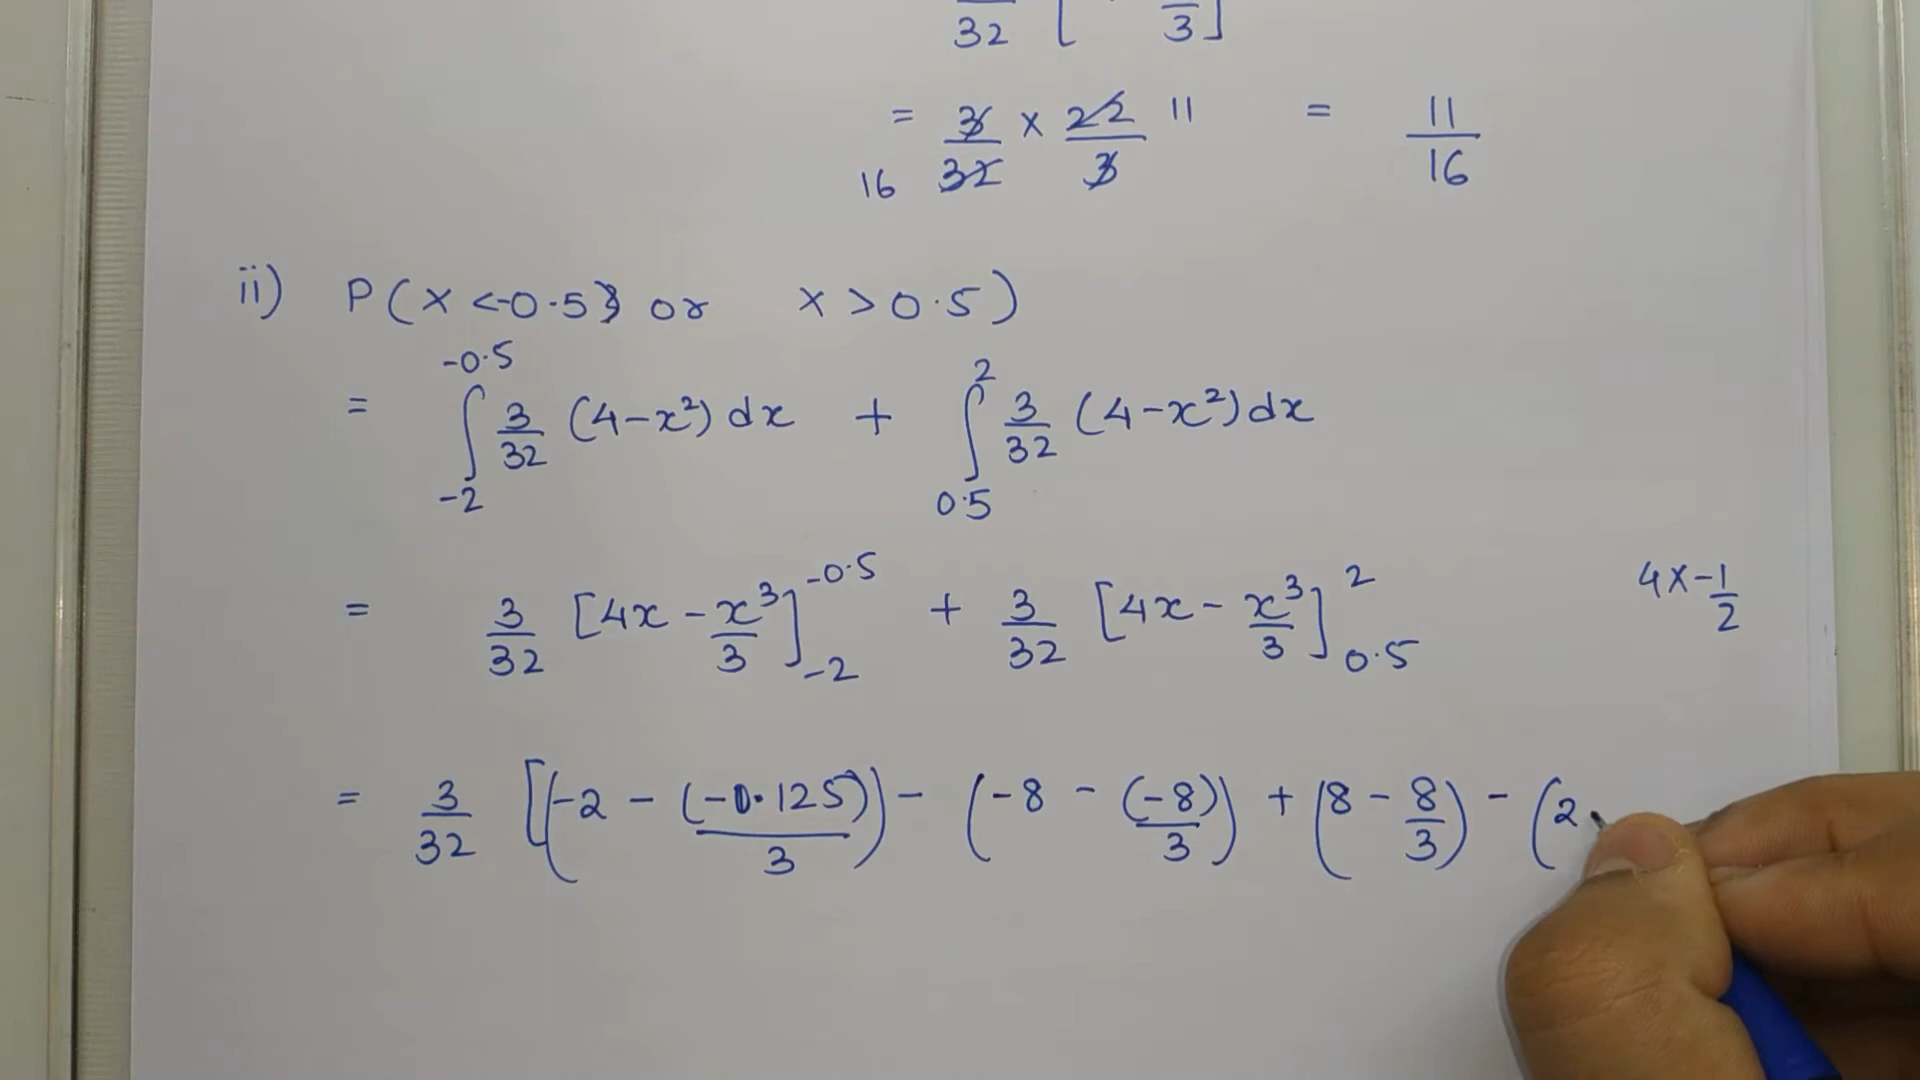 32 [ 3 ]
= 3/32 × 22/3 11 = 11/16
16
ii) P(X <-0.5 or x > 0.5)
= ∫_{-2}^{-0.5} 3/32 (4-x²) dx + ∫_{0.5}^{2} 3/32 (4-x²) dx
= 3/32 [4x - x³/3]_{-2}^{-0.5} + 3/32 [4x - x³/3]_{0.5}^{2} 4x-1/2
= 3/32 [(-2 - (-0.125)/3) - (-8 - (-8)/3) + (8 - 8/3) - (2